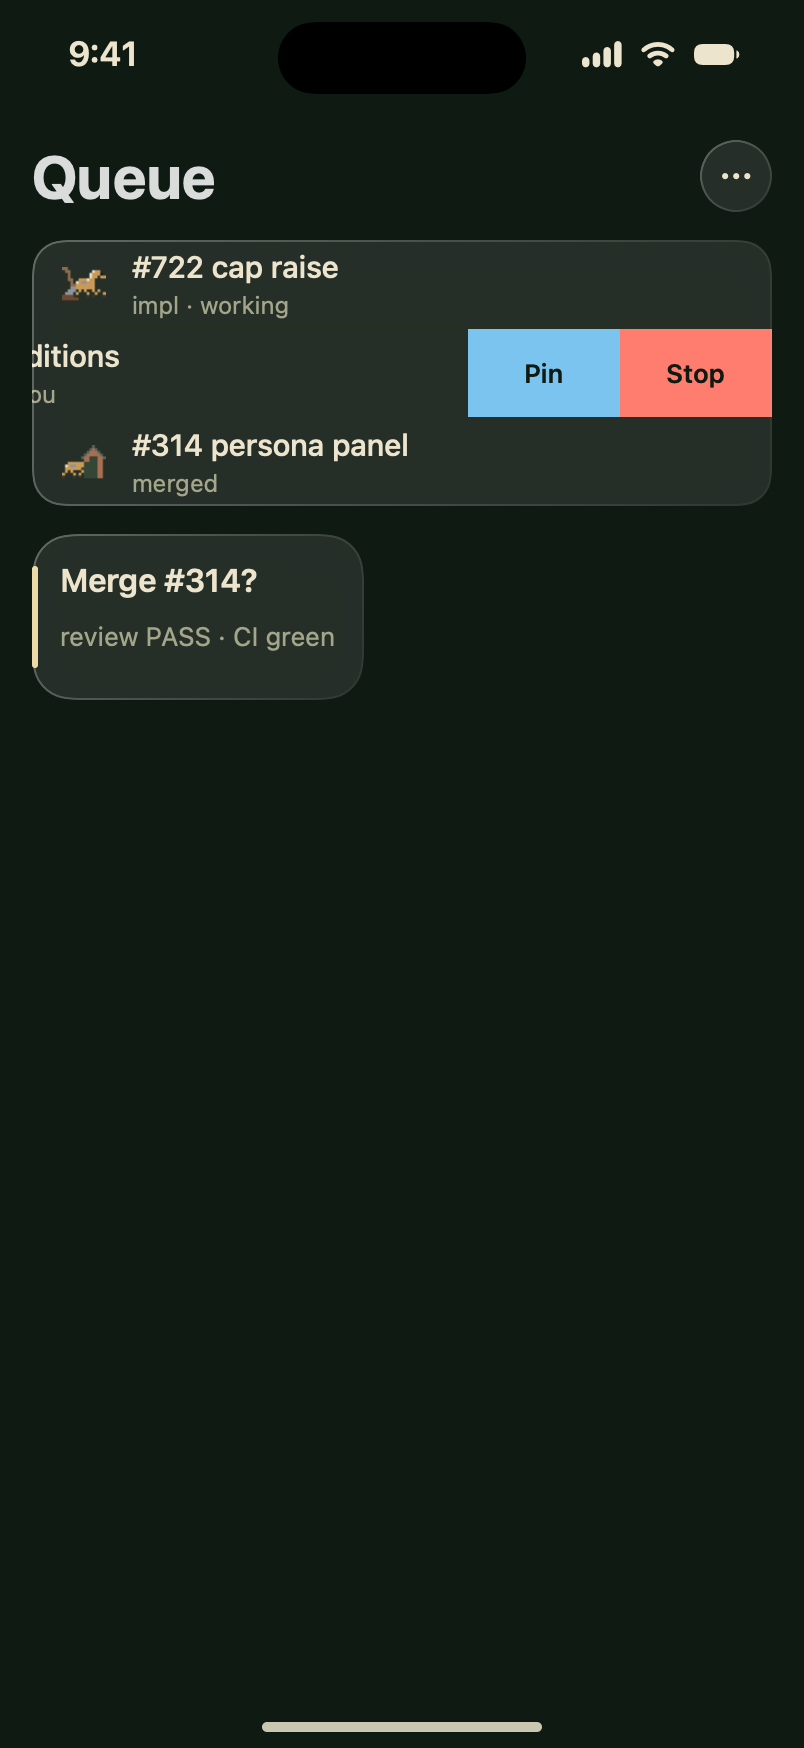 9:41
Queue
#722 cap raise
impl · working
ditions
ou
Pin
Stop
#314 persona panel
merged
Merge #314?
review PASS · CI green